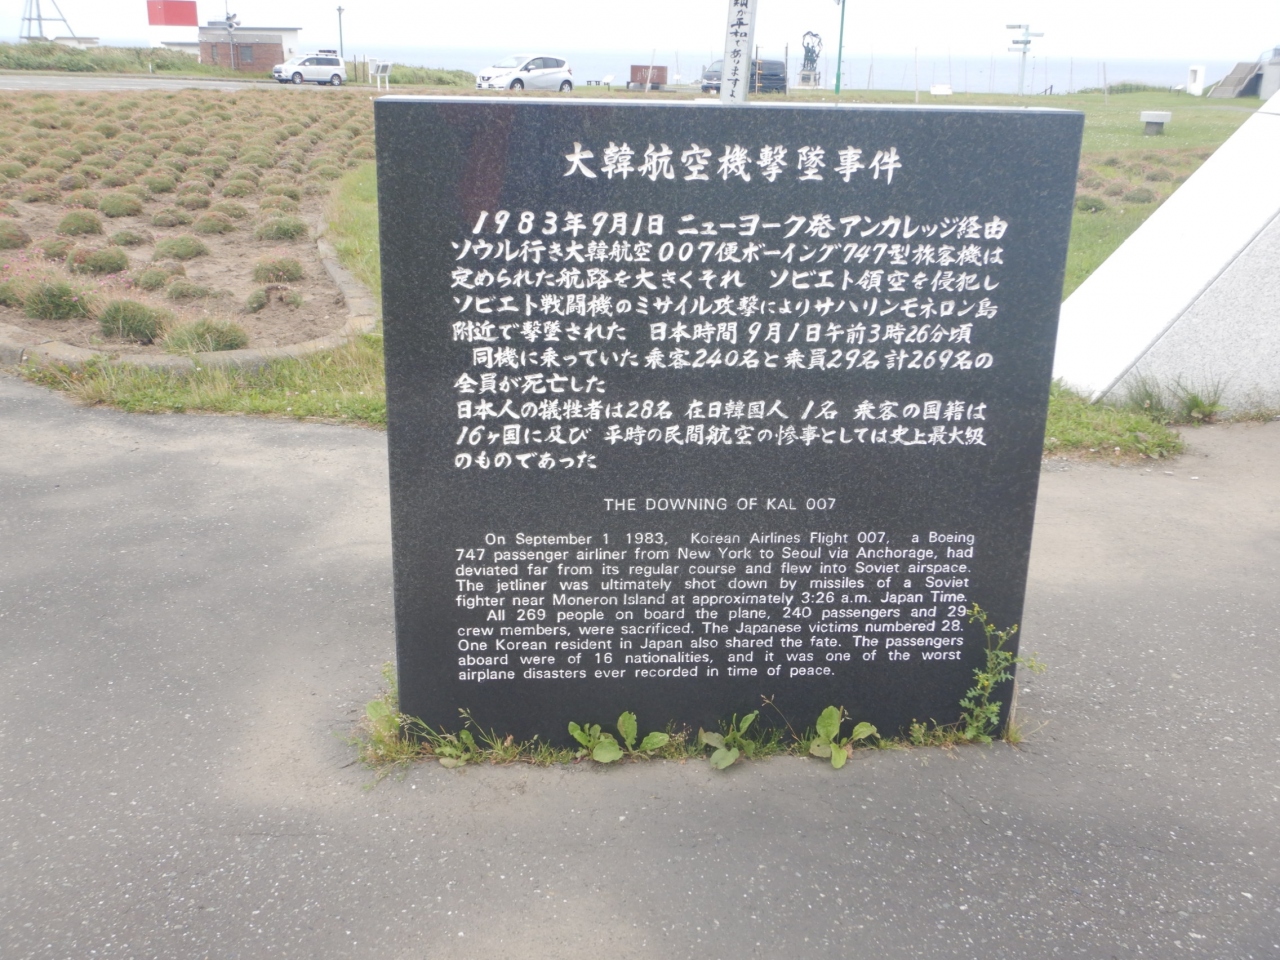 和で有りますよ
大韓航空機撃墜事件
1983年9月1日 ニューヨーク発アンカレッジ経由
ソウル行き大韓航空007便ボーイング747型旅客機は
定められた航路を大きくそれ ソビエト領空を侵犯し
ソビエト戦闘機のミサイル攻撃によりサハリンモネロン島
附近で撃墜された 日本時間9月1日午前3時26分頃
同機に乗っていた乗客240名と乗員29名計269名の
全員が死亡した
日本人の犠牲者は28名 在日韓国人 1名 乗客の国籍は
16ヶ国に及び 平時の民間航空の惨事としては史上最大級
のものであった
THE DOWNING OF KAL 007
On September 1, 1983, Korean Airlines Flight 007, a Boeing
747 passenger airliner from New York to Seoul via Anchorage, had
deviated far from its regular course and flew into Soviet airspace.
The jetliner was ultimately shot down by missiles of a Soviet
fighter near Moneron Island at approximately 3:26 a.m. Japan Time.
All 269 people on board the plane, 240 passengers and 29
crew members, were sacrificed. The Japanese victims numbered 28.
One Korean resident in Japan also shared the fate. The passengers
aboard were of 16 nationalities, and it was one of the worst
airplane disasters ever recorded in time of peace.